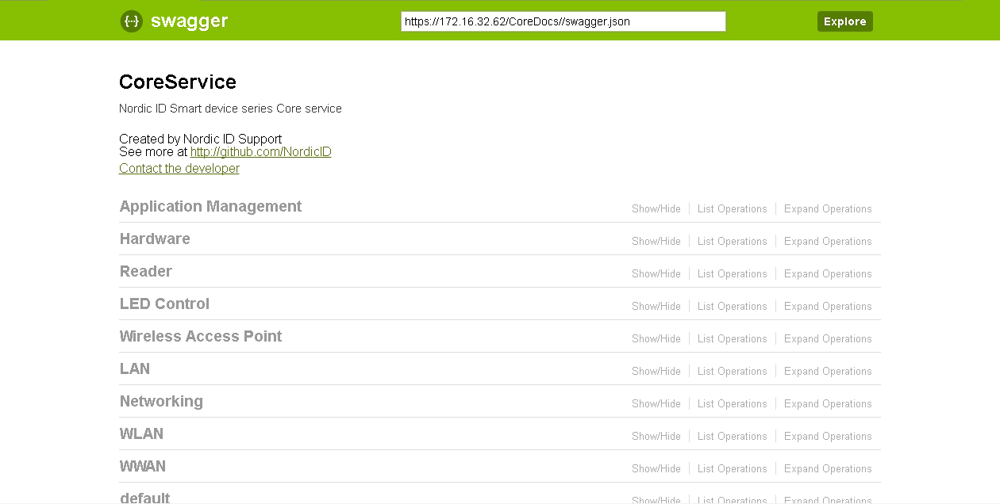 {··} swagger https://172.16.32.62/CoreDocs//swagger.json Explore
CoreService
Nordic ID Smart device series Core service
Created by Nordic ID Support
See more at http://github.com/NordicID
Contact the developer
Application Management Show/Hide List Operations Expand Operations
Hardware Show/Hide List Operations Expand Operations
Reader Show/Hide List Operations Expand Operations
LED Control Show/Hide List Operations Expand Operations
Wireless Access Point Show/Hide List Operations Expand Operations
LAN Show/Hide List Operations Expand Operations
Networking Show/Hide List Operations Expand Operations
WLAN Show/Hide List Operations Expand Operations
WWAN Show/Hide List Operations Expand Operations
default Show/Hide List Operations Expand Operations